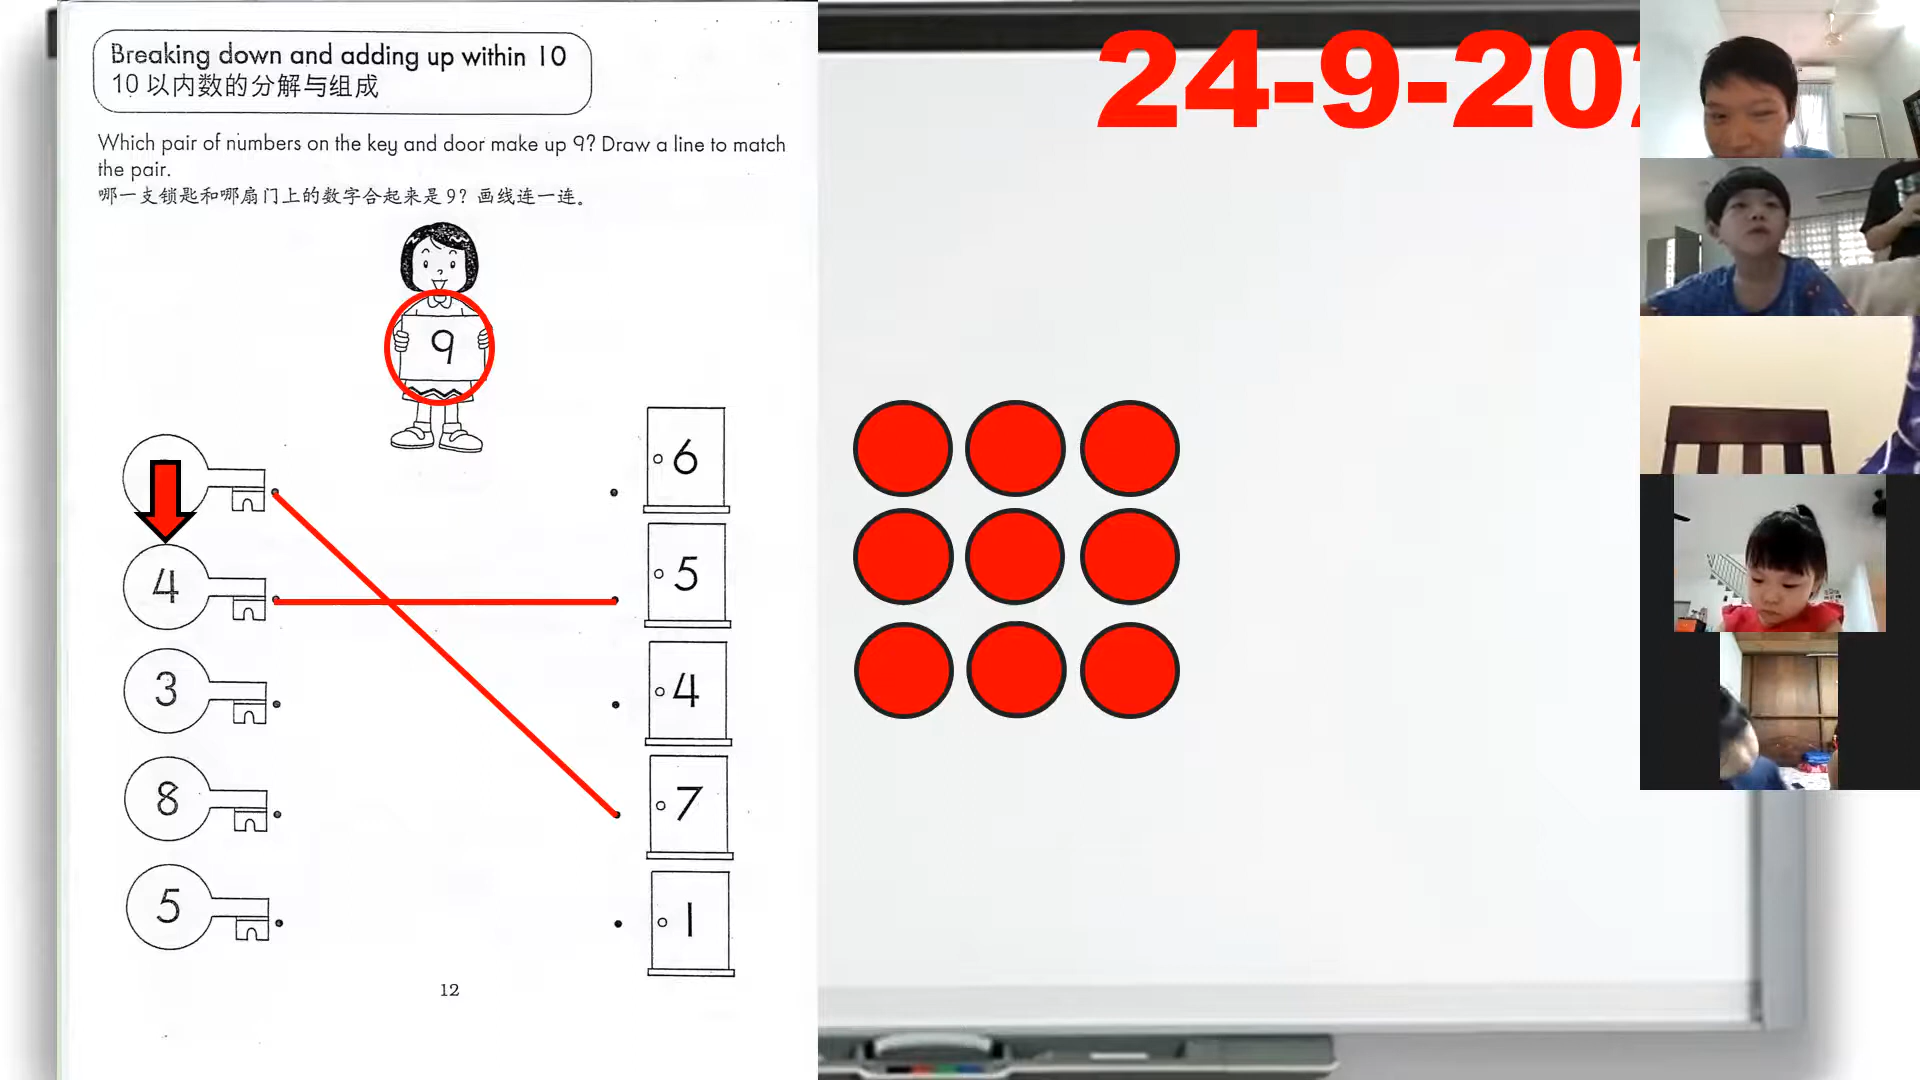 Breaking down and adding up within 10
10 以内数的分解与组成
Which pair of numbers on the key and door make up 9? Draw a line to match
the pair.
哪一支锁匙和哪扇门上的数字合起来是9？画线连一连。
9
6
4
5
3
4
8
7
5
1
12
24-9-202